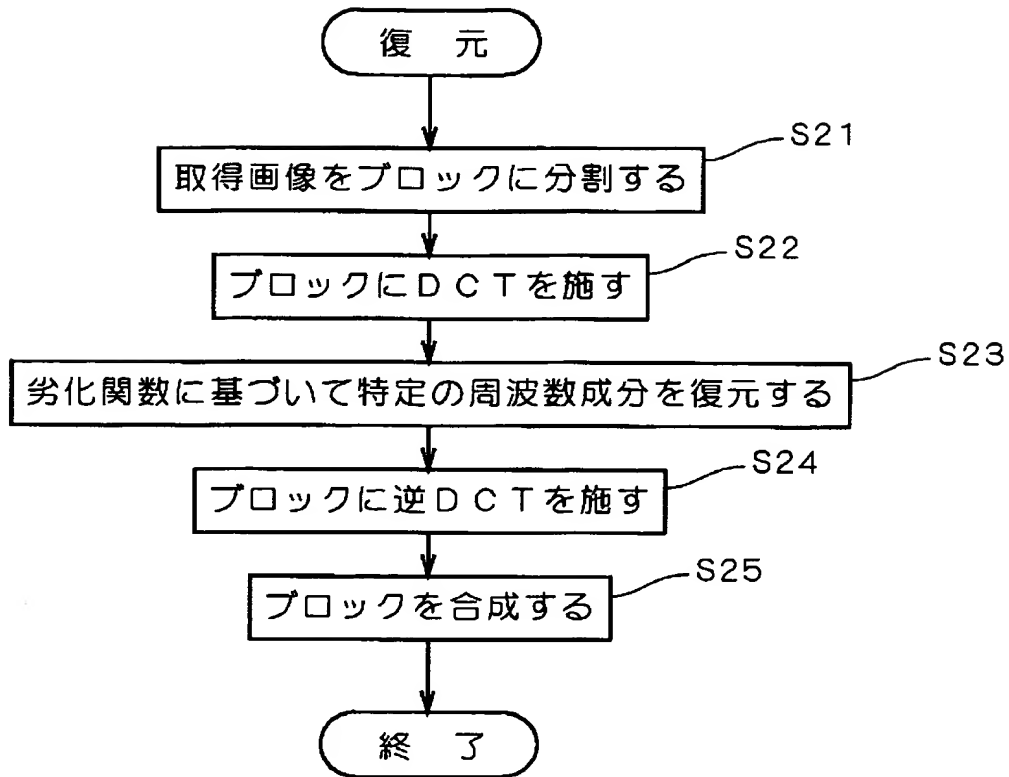 復 元
S21
取得画像をブロックに分割する
S22
ブロックにDCTを施す
S23
劣化関数に基づいて特定の周波数成分を復元する
S24
ブロックに逆DCTを施す
S25
ブロックを合成する
終 了